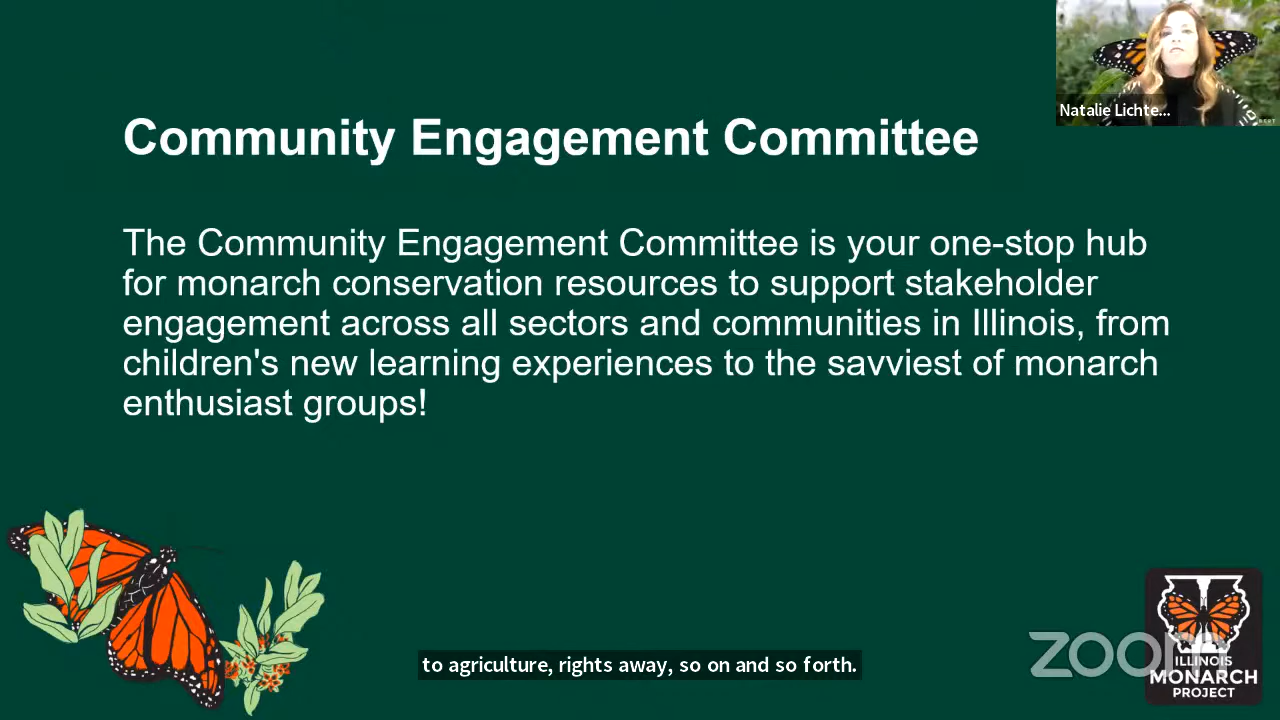 Natalie Lichte...
Community Engagement Committee
The Community Engagement Committee is your one-stop hub
for monarch conservation resources to support stakeholder
engagement across all sectors and communities in Illinois, from
children's new learning experiences to the savviest of monarch
enthusiast groups!
to agriculture, rights away, so on and so forth.
zoom
ILLINOIS
MONARCH
PROJECT